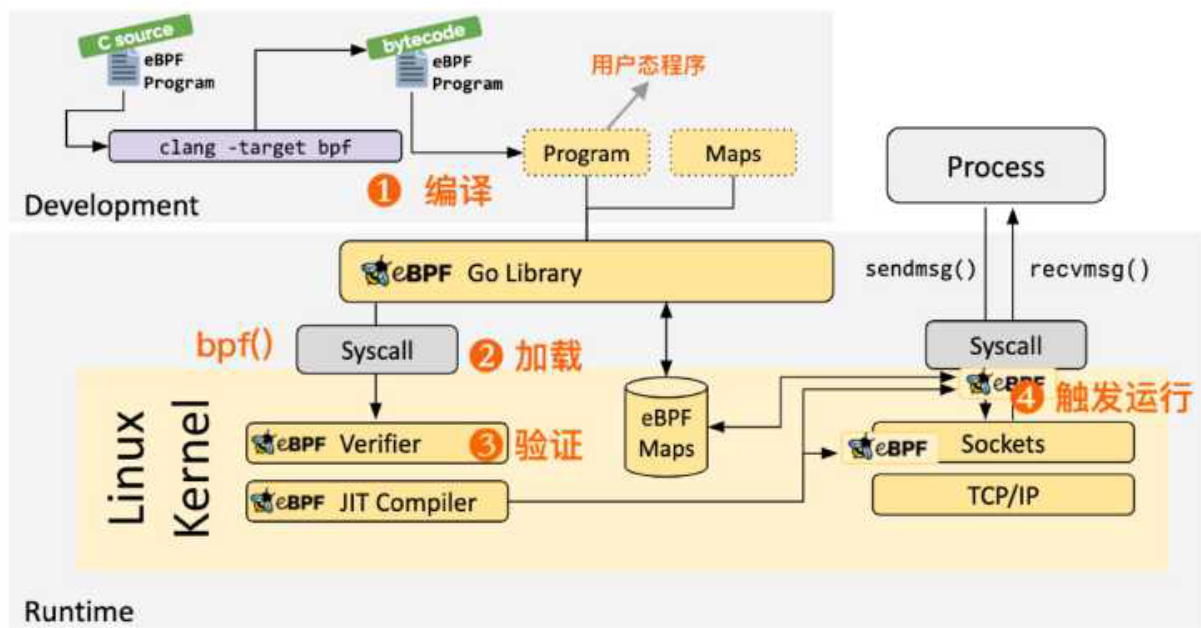 C source
eBPF
Program
bytecode
eBPF
Program
用户态程序
clang -target bpf
Program
Maps
❶ 编译
Development
Process
eBPF Go Library
sendmsg()
recvmsg()
bpf()
Syscall
❷ 加载
Syscall
eBPF
❹ 触发运行
Linux
Kernel
eBPF Verifier
❸ 验证
eBPF
Maps
eBPF
Sockets
eBPF JIT Compiler
TCP/IP
Runtime